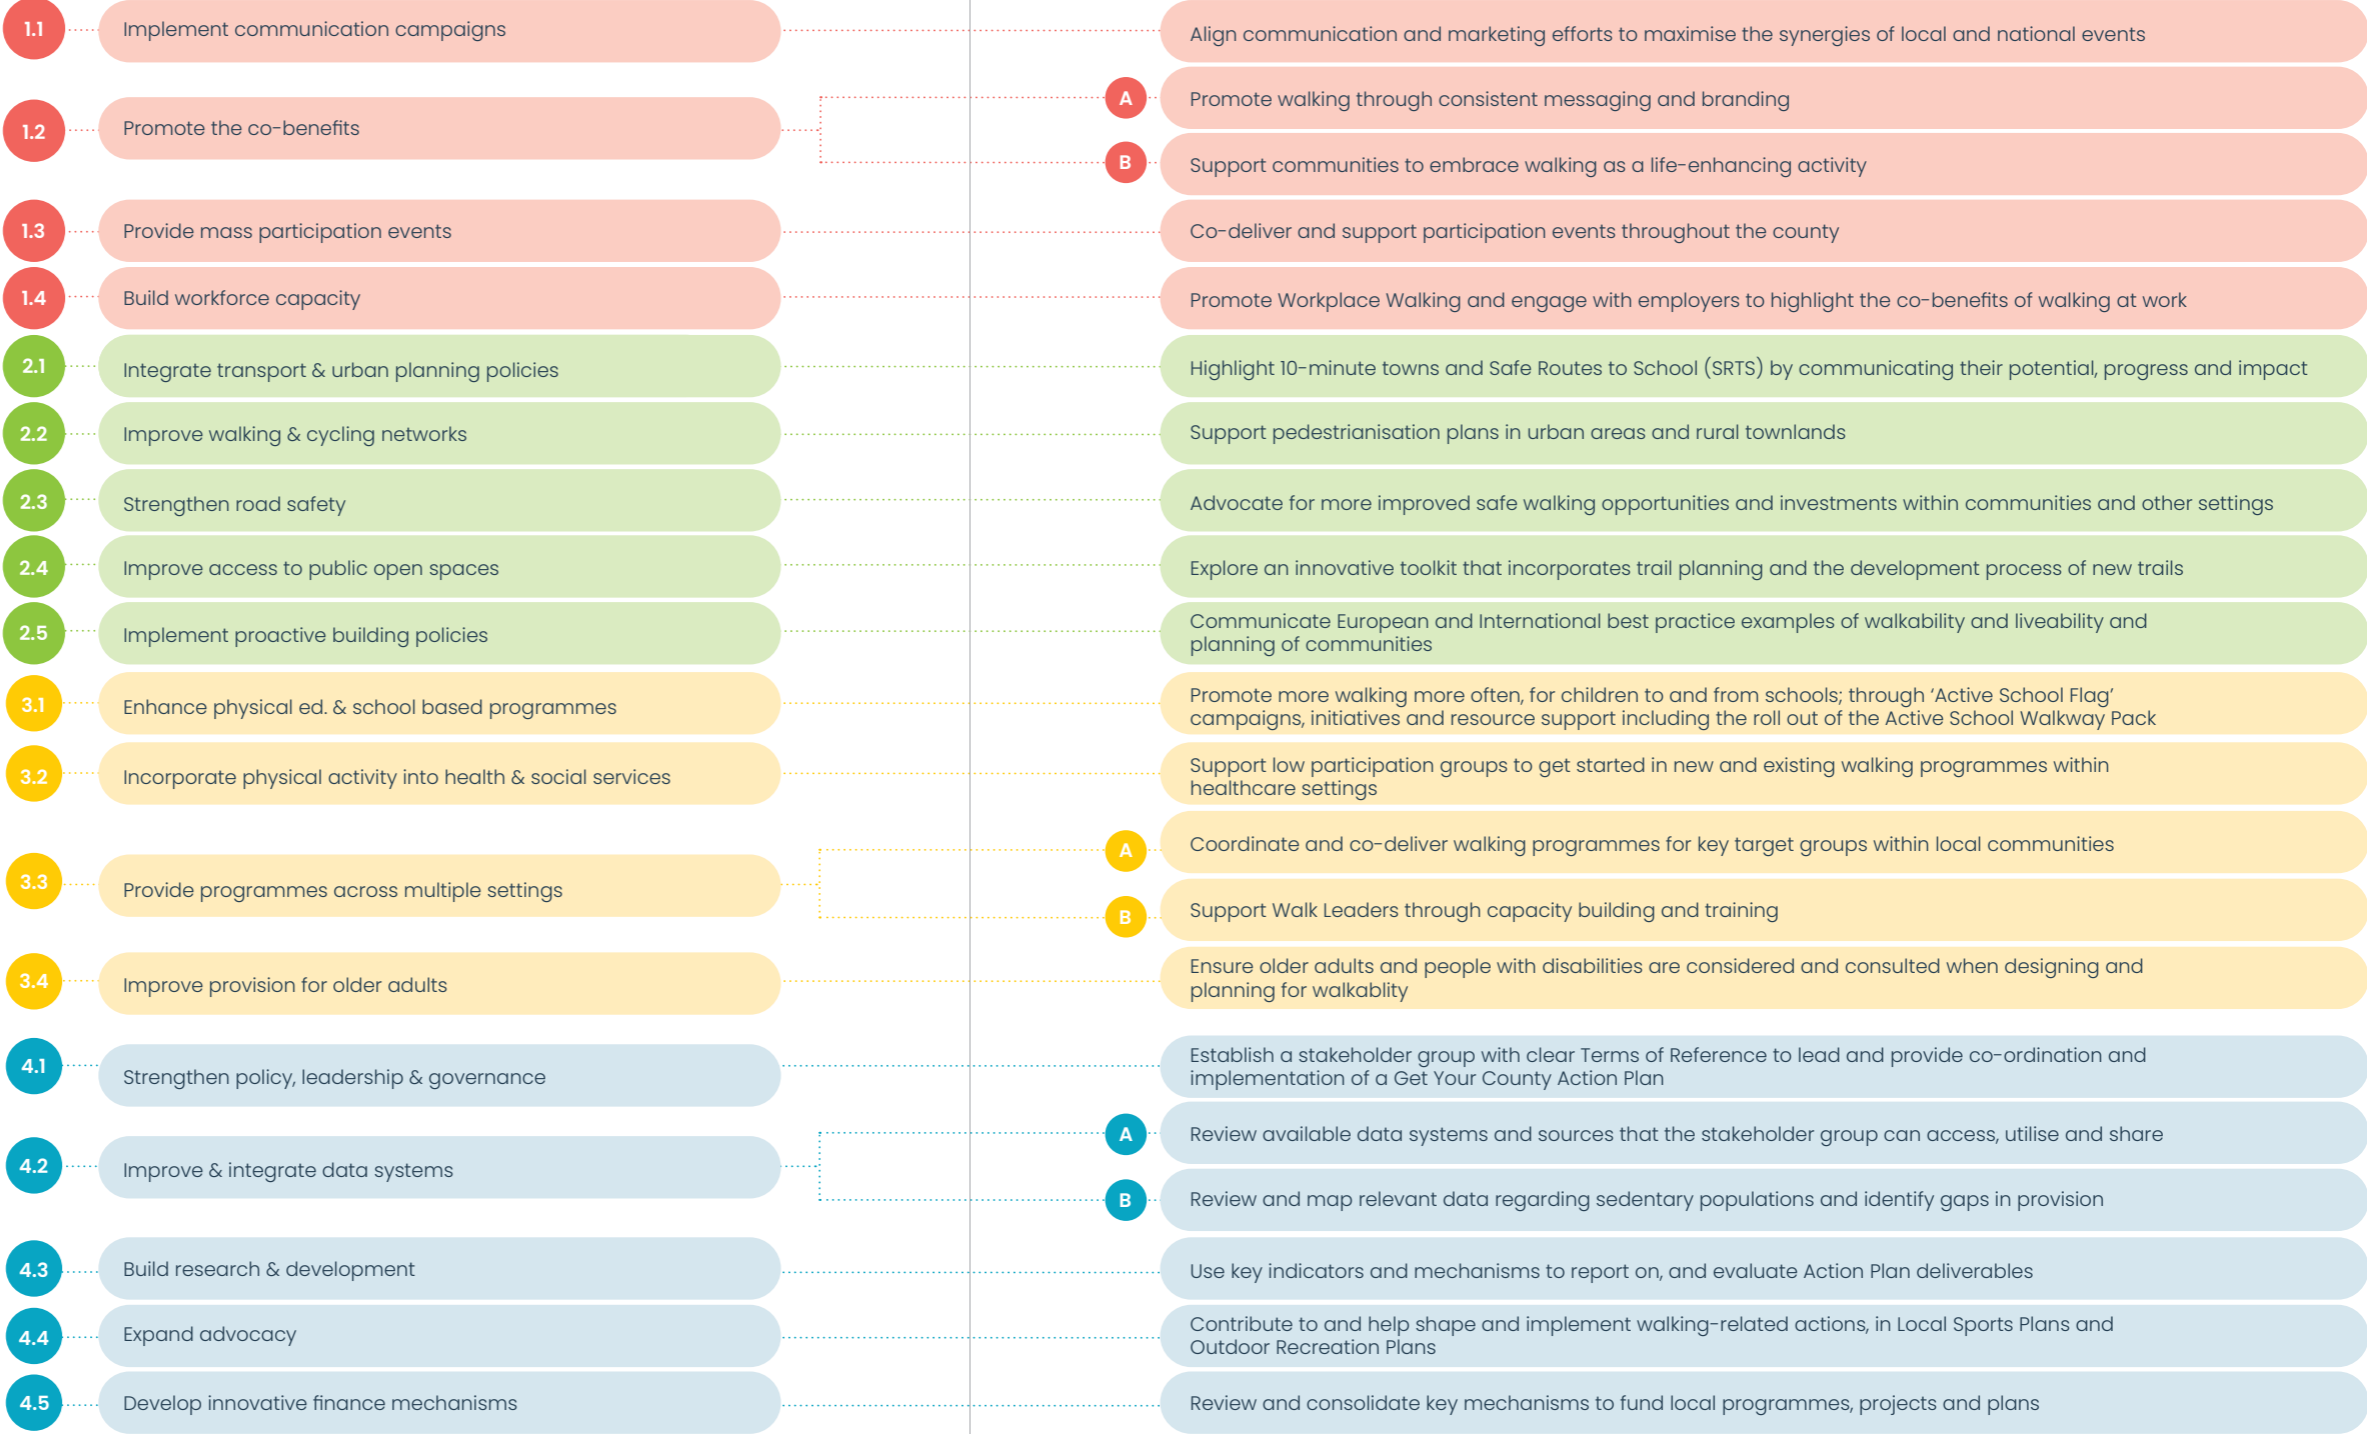 1.1
Implement communication campaigns
Align communication and marketing efforts to maximise the synergies of local and national events
1.2
Promote the co-benefits
A
Promote walking through consistent messaging and branding
B
Support communities to embrace walking as a life-enhancing activity
1.3
Provide mass participation events
Co-deliver and support participation events throughout the county
1.4
Build workforce capacity
Promote Workplace Walking and engage with employers to highlight the co-benefits of walking at work
2.1
Integrate transport & urban planning policies
Highlight 10-minute towns and Safe Routes to School (SRTS) by communicating their potential, progress and impact
2.2
Improve walking & cycling networks
Support pedestrianisation plans in urban areas and rural townlands
2.3
Strengthen road safety
Advocate for more improved safe walking opportunities and investments within communities and other settings
2.4
Improve access to public open spaces
Explore an innovative toolkit that incorporates trail planning and the development process of new trails
2.5
Implement proactive building policies
Communicate European and International best practice examples of walkability and liveability and
planning of communities
3.1
Enhance physical ed. & school based programmes
Promote more walking more often, for children to and from schools; through ‘Active School Flag’
campaigns, initiatives and resource support including the roll out of the Active School Walkway Pack
3.2
Incorporate physical activity into health & social services
Support low participation groups to get started in new and existing walking programmes within
healthcare settings
3.3
Provide programmes across multiple settings
A
Coordinate and co-deliver walking programmes for key target groups within local communities
B
Support Walk Leaders through capacity building and training
3.4
Improve provision for older adults
Ensure older adults and people with disabilities are considered and consulted when designing and
planning for walkablity
4.1
Strengthen policy, leadership & governance
Establish a stakeholder group with clear Terms of Reference to lead and provide co-ordination and
implementation of a Get Your County Action Plan
4.2
Improve & integrate data systems
A
Review available data systems and sources that the stakeholder group can access, utilise and share
B
Review and map relevant data regarding sedentary populations and identify gaps in provision
4.3
Build research & development
Use key indicators and mechanisms to report on, and evaluate Action Plan deliverables
4.4
Expand advocacy
Contribute to and help shape and implement walking-related actions, in Local Sports Plans and
Outdoor Recreation Plans
4.5
Develop innovative finance mechanisms
Review and consolidate key mechanisms to fund local programmes, projects and plans